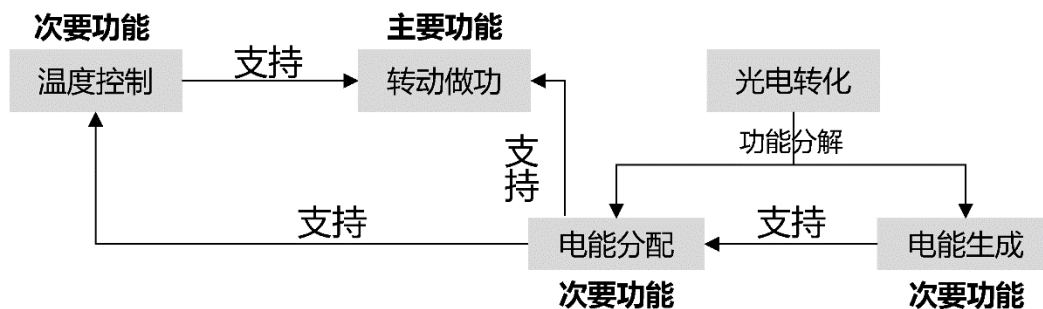 次要功能
主要功能
温度控制
支持
转动做功
光电转化
功能分解
支持
支持
电能分配
支持
电能生成
次要功能
次要功能